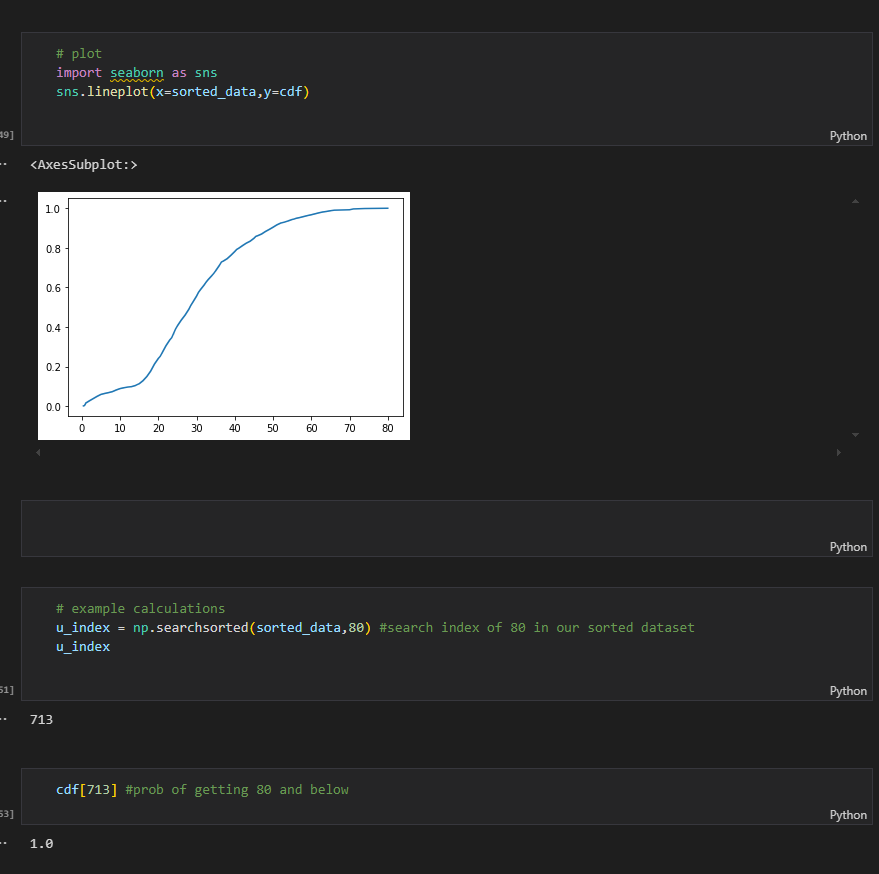 # plot
import seaborn as sns
sns.lineplot(x=sorted_data,y=cdf)
49]
Python
<AxesSubplot:>
1.0
0.8
0.6
0.4
0.2
0.0
0 10 20 30 40 50 60 70 80
Python
# example calculations
u_index = np.searchsorted(sorted_data,80) #search index of 80 in our sorted dataset
u_index
51]
Python
713
cdf[713] #prob of getting 80 and below
53]
Python
1.0